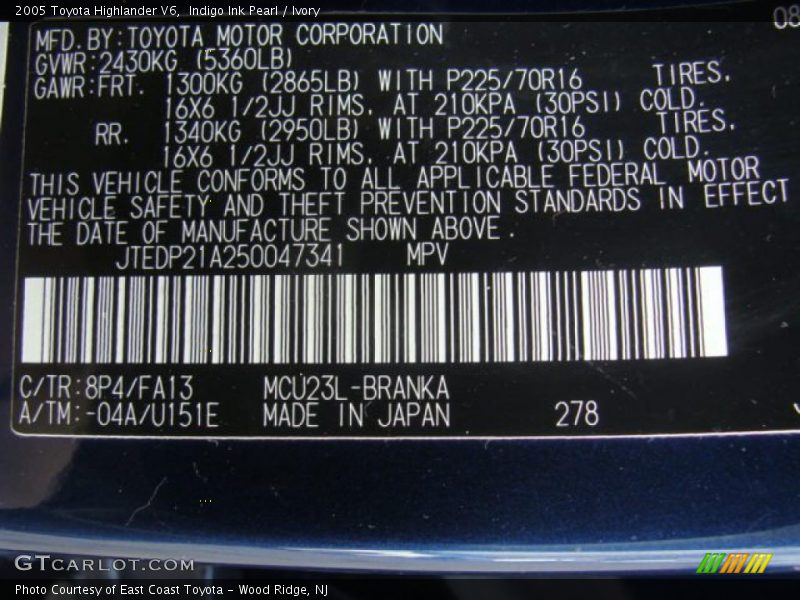 2005 Toyota Highlander V6, Indigo Ink Pearl / Ivory
08
MFD.BY:TOYOTA MOTOR CORPORATION
GVWR:2430KG (5360LB)
GAWR:FRT. 1300KG (2865LB) WITH P225/70R16 TIRES,
16X6 1/2JJ RIMS, AT 210KPA (30PSI) COLD.
RR. 1340KG (2950LB) WITH P225/70R16 TIRES,
16X6 1/2JJ RIMS, AT 210KPA (30PSI) COLD.
THIS VEHICLE CONFORMS TO ALL APPLICABLE FEDERAL MOTOR
VEHICLE SAFETY AND THEFT PREVENTION STANDARDS IN EFFECT
THE DATE OF MANUFACTURE SHOWN ABOVE.
JTEDP21A250047341 MPV
C/TR:8P4/FA13 MCU23L-BRANKA
A/TM:-04A/U151E MADE IN JAPAN 278
GTCARLOT.COM
Photo Courtesy of East Coast Toyota - Wood Ridge, NJ